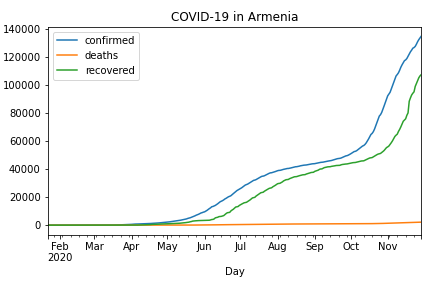 COVID-19 in Armenia
confirmed
deaths
recovered
140000
120000
100000
80000
60000
40000
20000
0
Feb Mar Apr May Jun Jul Aug Sep Oct Nov
2020
Day